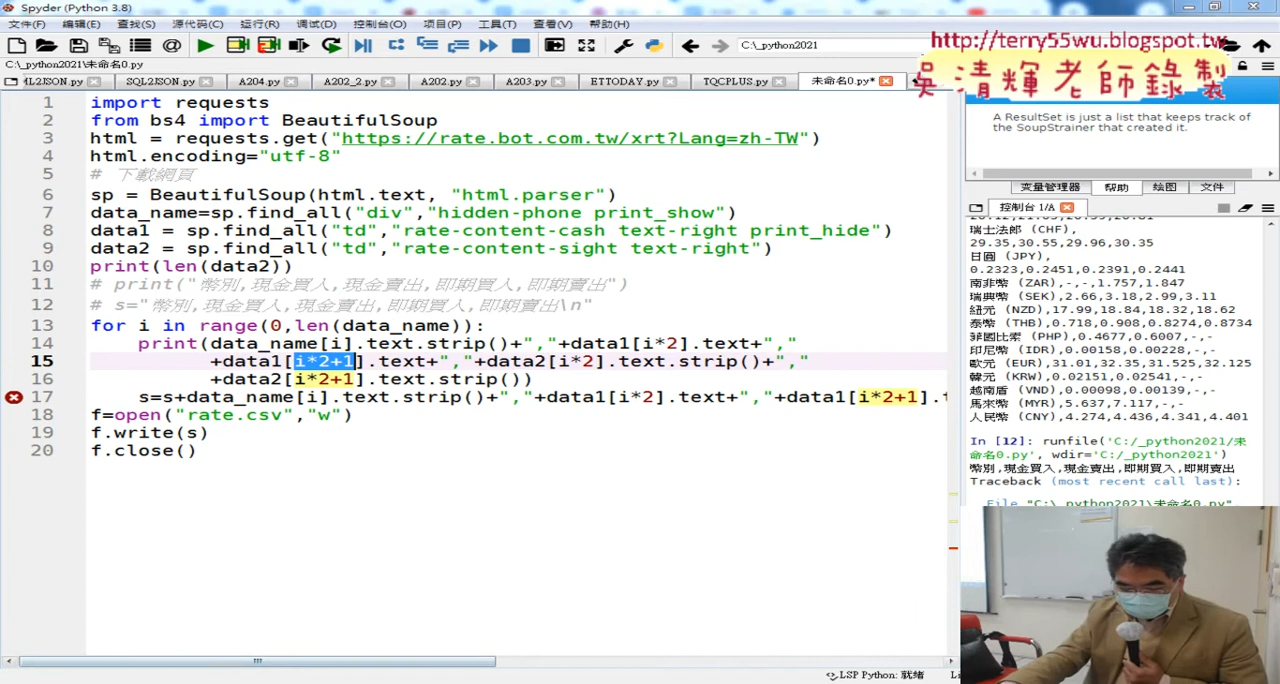 Spyder (Python 3.8)
文件(F) 编辑(E) 查找(S) 源代码(C) 运行(R) 调试(D) 控制台(O) 项目(P) 工具(T) 查看(V) 帮助(H)
C:\_python2021
http://terry55wu.blogspot.tw
吳清輝老師錄製
C:\_python2021\未命名0.py
ML2JSON.py SQL2JSON.py A204.py A202_2.py A202.py A203.py ETTODAY.py TQCPLUS.py 未命名0.py*
1 import requests
2 from bs4 import BeautifulSoup
3 html = requests.get("https://rate.bot.com.tw/xrt?Lang=zh-TW")
4 html.encoding="utf-8"
5 # 下載網頁
6 sp = BeautifulSoup(html.text, "html.parser")
7 data_name=sp.find_all("div","hidden-phone print_show")
8 data1 = sp.find_all("td","rate-content-cash text-right print_hide")
9 data2 = sp.find_all("td","rate-content-sight text-right")
10 print(len(data2))
11 # print("幣別,現金買入,現金賣出,即期買入,即期賣出")
12 # s="幣別,現金買入,現金賣出,即期買入,即期賣出\n"
13 for i in range(0,len(data_name)):
14 print(data_name[i].text.strip()+","+data1[i*2].text+","
15 +data1[i*2+1].text+","+data2[i*2].text.strip()+","
16 +data2[i*2+1].text.strip())
17 s=s+data_name[i].text.strip()+","+data1[i*2].text+","+data1[i*2+1].
18 f=open("rate.csv","w")
19 f.write(s)
20 f.close()
A ResultSet is just a list that keeps track of
the SoupStrainer that created it.
变量管理器 帮助 绘图 文件
控制台 1/A
瑞士法郎 (CHF),
29.35,30.55,29.96,30.35
日圓 (JPY),
0.2323,0.2451,0.2391,0.2441
南非幣 (ZAR),-,-,1.757,1.847
瑞典幣 (SEK),2.66,3.18,2.99,3.11
紐元 (NZD),17.99,18.84,18.32,18.62
泰幣 (THB),0.718,0.908,0.8274,0.8734
菲國比索 (PHP),0.4677,0.6007,-,-
印尼幣 (IDR),0.00158,0.00228,-,-
歐元 (EUR),31.01,32.35,31.525,32.125
韓元 (KRW),0.02151,0.02541,-,-
越南盾 (VND),0.00098,0.00139,-,-
馬來幣 (MYR),5.637,7.117,-,-
人民幣 (CNY),4.274,4.436,4.341,4.401
In [12]: runfile('C:/_python2021/未
命名0.py', wdir='C:/_python2021')
幣別,現金買入,現金賣出,即期買入,即期賣出
Traceback (most recent call last):
File "C:\_python2021\未命名0.py"
LSP Python: 就绪